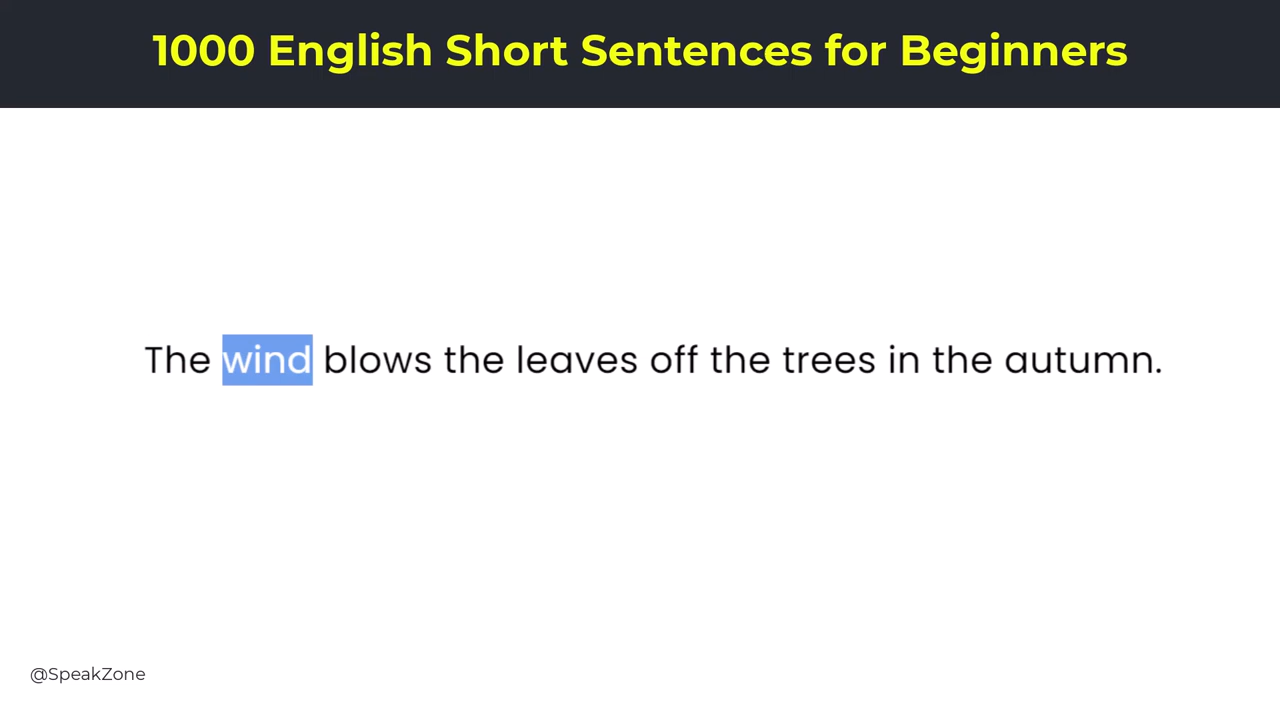 1000 English Short Sentences for Beginners
The wind blows the leaves off the trees in the autumn.
@SpeakZone